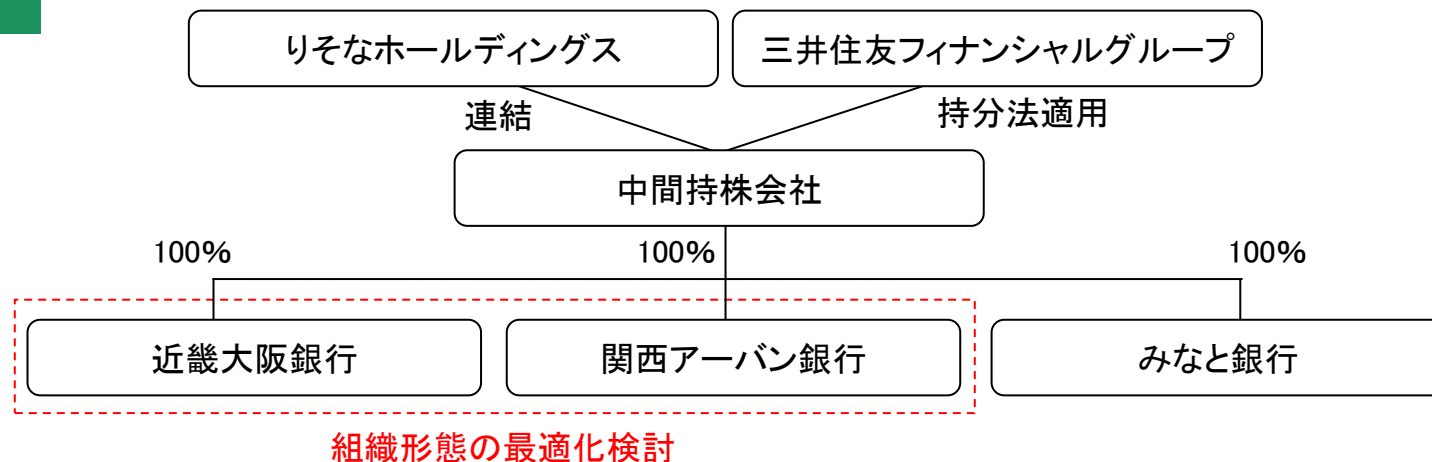 りそなホールディングス
三井住友フィナンシャルグループ
連結
持分法適用
中間持株会社
100%
100%
100%
近畿大阪銀行
関西アーバン銀行
みなと銀行
組織形態の最適化検討